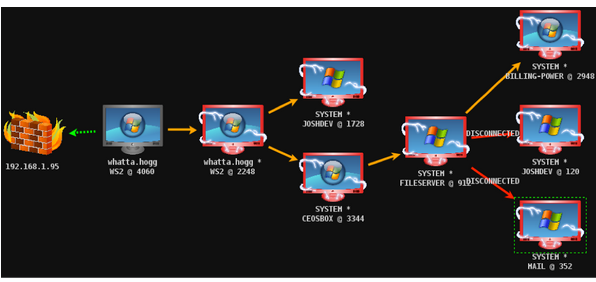 SYSTEM *
BILLING-POWER @ 2948
SYSTEM *
JOSHDEV @ 1728
192.168.1.95
whatta.hogg
WS2 @ 4060
whatta.hogg *
WS2 @ 2248
DISCONNECTED
SYSTEM *
JOSHDEV @ 120
SYSTEM *
FILESERVER @
DISCONNECTED
SYSTEM *
CEOSBOX @ 3344
SYSTEM *
MAIL @ 352